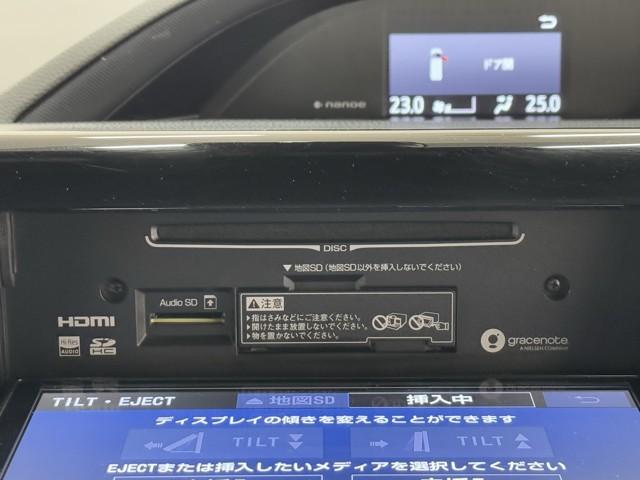 ドア開
nanoe 23.0 25.0
DISC
▼地図SD(地図SD以外を挿入しないでください)
Audio SD
注意
▶指はさみなどにご注意ください。
▶開けたまま放置しないでください。
▶物を置かないでください。
HDMI
Hi-Res
AUDIO
SD
HC
gracenote
A NIELSEN COMPANY
TILT・EJECT ▲地図SD 挿入中
ディスプレイの傾きを変えることができます
TILT TILT
EJECTまたは挿入したいメディアを選択してください